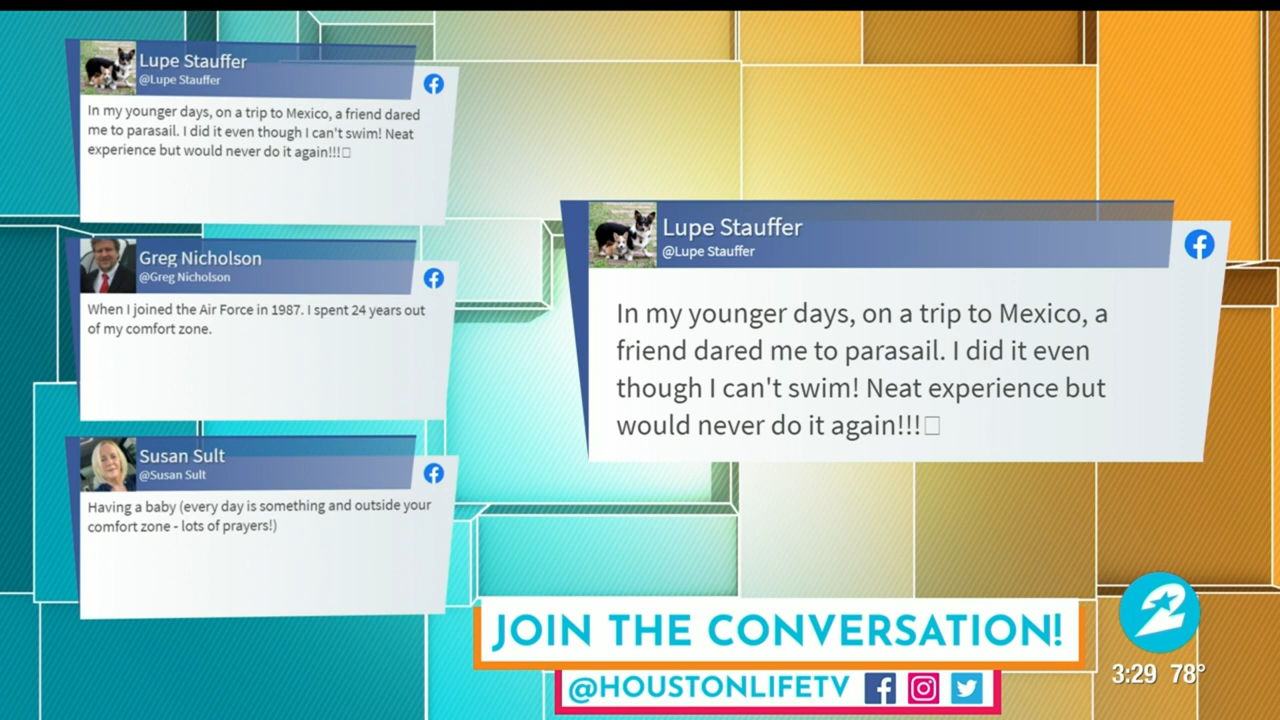 Lupe Stauffer
@Lupe Stauffer
In my younger days, on a trip to Mexico, a friend dared
me to parasail. I did it even though I can't swim! Neat
experience but would never do it again!!!□
Greg Nicholson
@Greg Nicholson
When I joined the Air Force in 1987. I spent 24 years out
of my comfort zone.
Susan Sult
@Susan Sult
Having a baby (every day is something and outside your
comfort zone - lots of prayers!)
Lupe Stauffer
@Lupe Stauffer
In my younger days, on a trip to Mexico, a
friend dared me to parasail. I did it even
though I can't swim! Neat experience but
would never do it again!!!□
JOIN THE CONVERSATION!
@HOUSTONLIFETV
2
3:29 78°